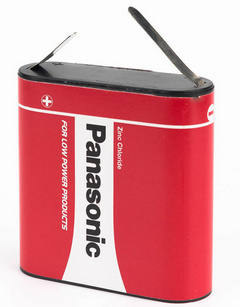 Zinc Chloride
Panasonic
FOR LOW POWER PRODUCTS